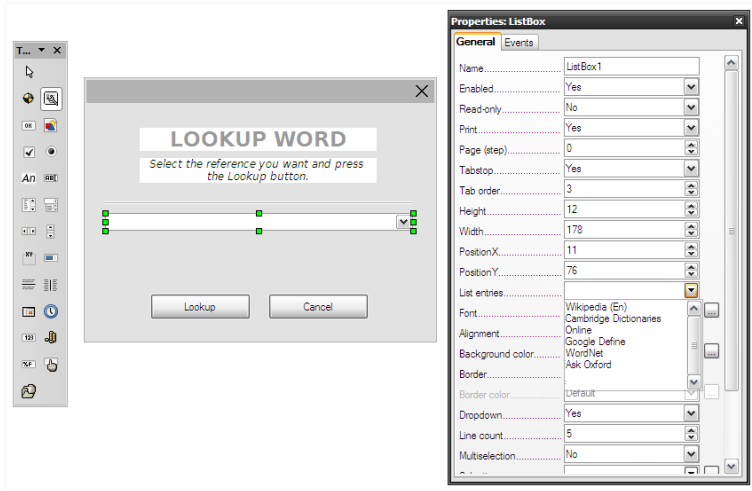 T...
OK
An
ABC
XY
123
%F
LOOKUP WORD
Select the reference you want and press
the Lookup button.
Lookup
Cancel
Properties: ListBox
General Events
Name ListBox1
Enabled Yes
Read-only No
Print Yes
Page (step) 0
Tabstop Yes
Tab order 3
Height 12
Width 178
PositionX 11
PositionY 76
List entries
Wikipedia (En)
Cambridge Dictionaries
Online
Google Define
WordNet
Ask Oxford
Font ...
Alignment
Background color ...
Border
Border color Default ...
Dropdown Yes
Line count 5
Multiselection No